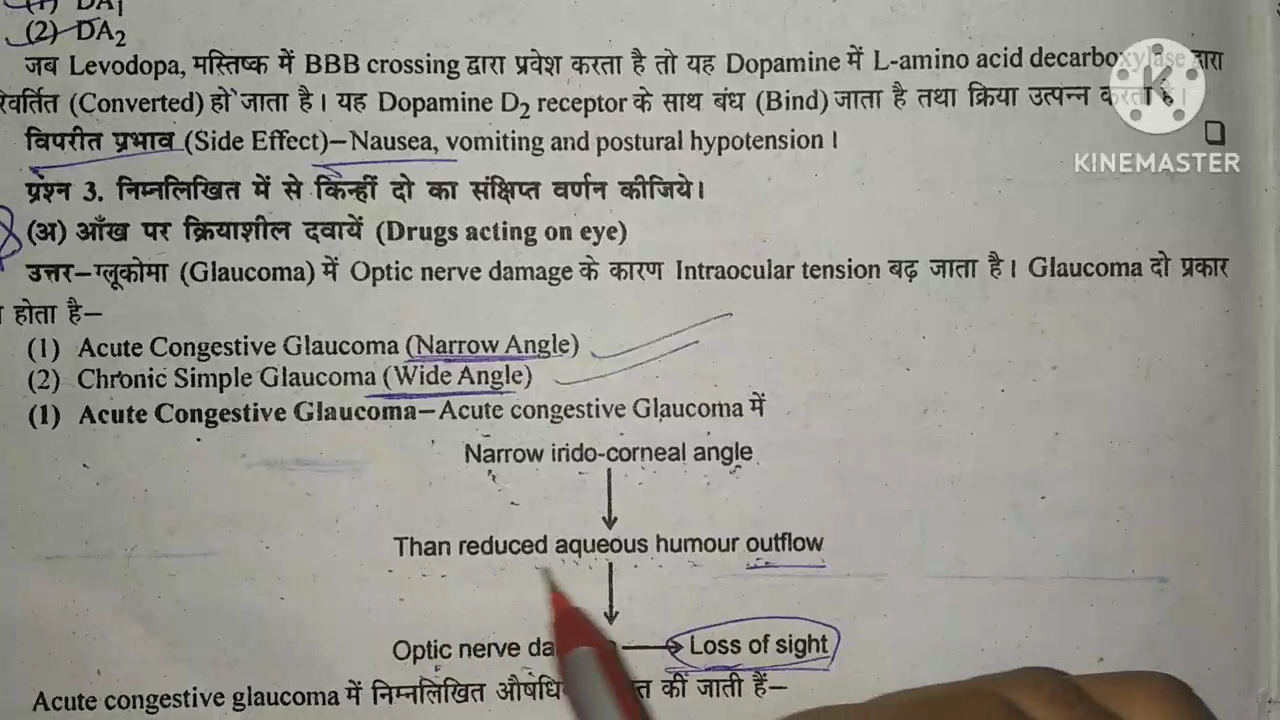 (1) DA1
(2) DA2
जब Levodopa, मस्तिष्क में BBB crossing द्वारा प्रवेश करता है तो यह Dopamine में L-amino acid decarboxylase द्वारा
(Converted) हो जाता है। यह Dopamine D2 receptor के साथ बंध (Bind) जाता है तथा क्रिया उत्पन्न करता है।
विपरीत प्रभाव (Side Effect)–Nausea, vomiting and postural hypotension।
KINEMASTER
प्रश्न 3. निम्नलिखित में से किन्हीं दो का संक्षिप्त वर्णन कीजिये।
(अ) आँख पर क्रियाशील दवायें (Drugs acting on eye)
उत्तर–ग्लूकोमा (Glaucoma) में Optic nerve damage के कारण Intraocular tension बढ़ जाता है। Glaucoma दो प्रकार
होता है–
(1) Acute Congestive Glaucoma (Narrow Angle)
(2) Chronic Simple Glaucoma (Wide Angle)
(1) Acute Congestive Glaucoma–Acute congestive Glaucoma में
Narrow irido-corneal angle
Than reduced aqueous humour outflow
Optic nerve → Loss of sight
Acute congestive glaucoma में निम्नलिखित की जाती हैं–